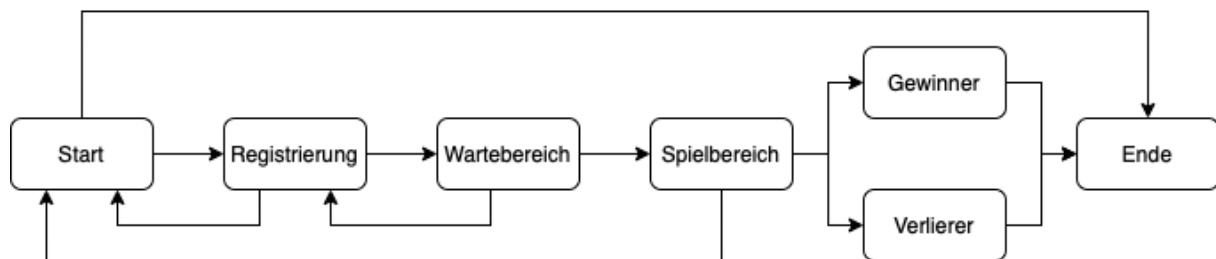 Gewinner
Start
Registrierung
Wartebereich
Spielbereich
Ende
Verlierer